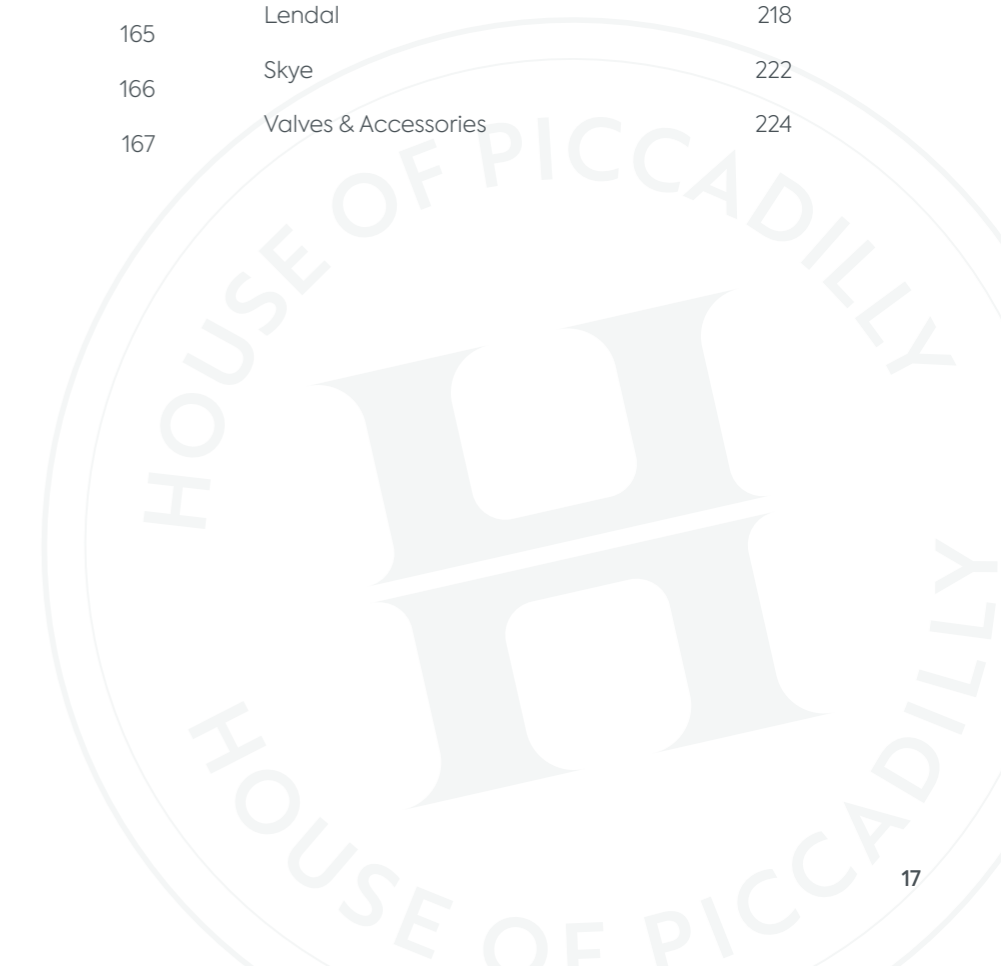 165
166
167
Lendal 218
Skye 222
Valves & Accessories 224
HOUSE OF PICCADILLY
H
HOUSE OF PICCADILLY
17